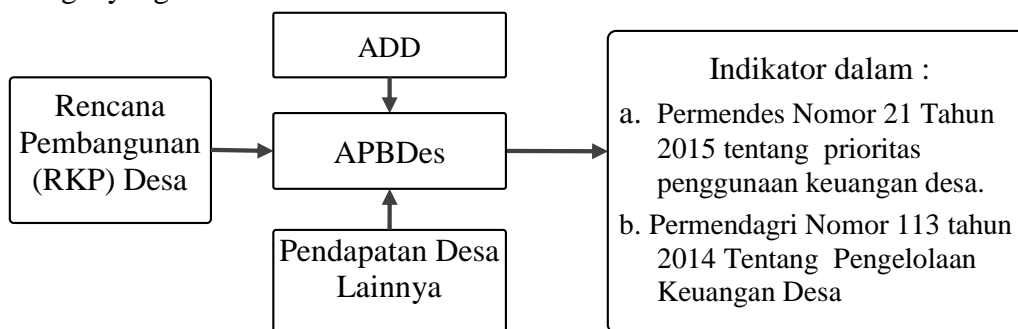 ADD
Rencana
Pembangunan
(RKP) Desa
APBDes
Pendapatan Desa
Lainnya
Indikator dalam :
a. Permendes Nomor 21 Tahun
2015 tentang prioritas
penggunaan keuangan desa.
b. Permendagri Nomor 113 tahun
2014 Tentang Pengelolaan
Keuangan Desa